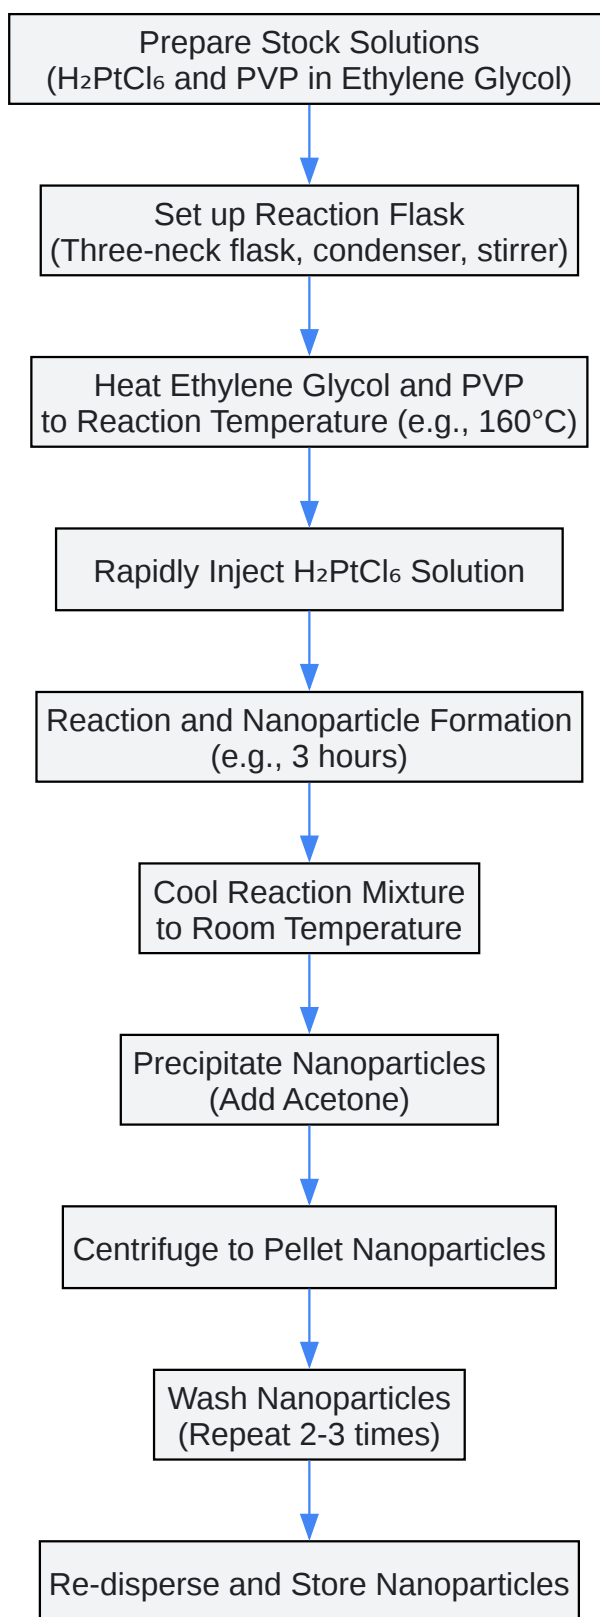 Prepare Stock Solutions
(H₂PtCl₆ and PVP in Ethylene Glycol)
Set up Reaction Flask
(Three-neck flask, condenser, stirrer)
Heat Ethylene Glycol and PVP
to Reaction Temperature (e.g., 160°C)
Rapidly Inject H₂PtCl₆ Solution
Reaction and Nanoparticle Formation
(e.g., 3 hours)
Cool Reaction Mixture
to Room Temperature
Precipitate Nanoparticles
(Add Acetone)
Centrifuge to Pellet Nanoparticles
Wash Nanoparticles
(Repeat 2-3 times)
Re-disperse and Store Nanoparticles